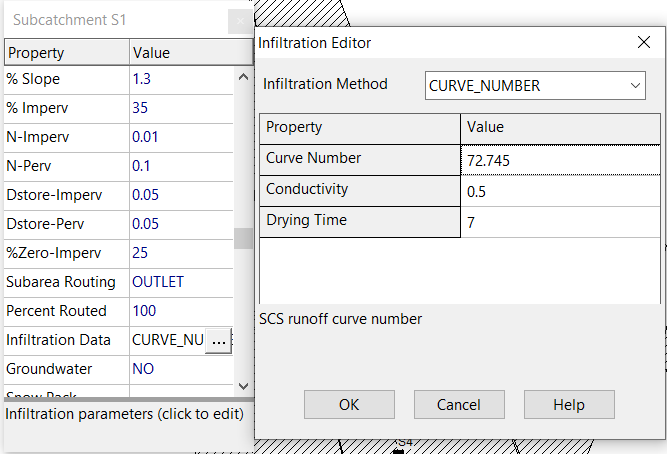 Subcatchment S1
Property Value
% Slope 1.3
% Imperv 35
N-Imperv 0.01
N-Perv 0.1
Dstore-Imperv 0.05
Dstore-Perv 0.05
%Zero-Imperv 25
Subarea Routing OUTLET
Percent Routed 100
Infiltration Data CURVE_NU ...
Groundwater NO
Snow Pack
Infiltration parameters (click to edit)
Infiltration Editor
Infiltration Method CURVE_NUMBER
Property Value
Curve Number 72.745
Conductivity 0.5
Drying Time 7
SCS runoff curve number
OK Cancel Help
S4